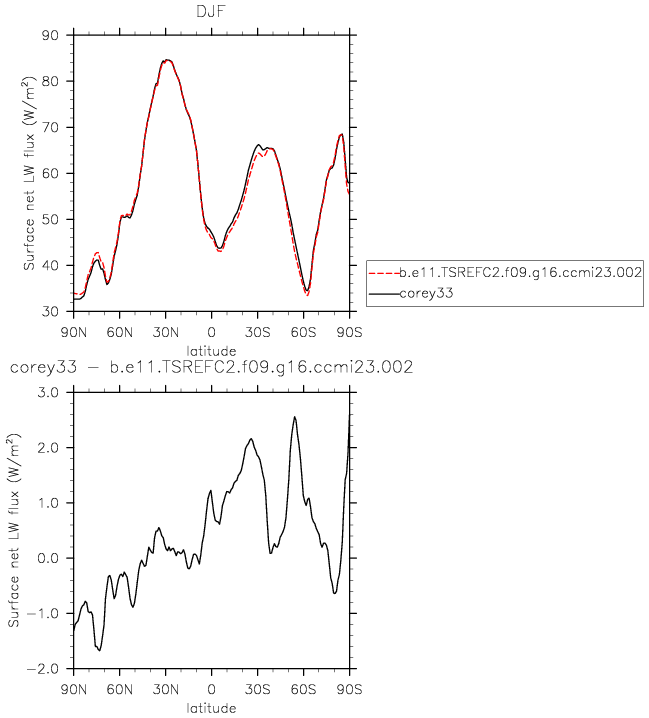 DJF
Surface net LW flux (W/m²)
90
80
70
60
50
40
30
90N 60N 30N 0 30S 60S 90S
latitude
b.e11.TSREFC2.f09.g16.ccmi23.002
corey33
corey33 − b.e11.TSREFC2.f09.g16.ccmi23.002
Surface net LW flux (W/m²)
3.0
2.0
1.0
0.0
−1.0
−2.0
90N 60N 30N 0 30S 60S 90S
latitude